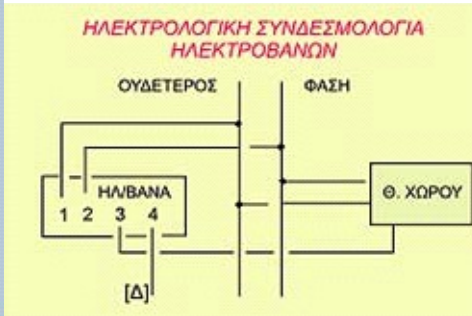 ΗΛΕΚΤΡΟΛΟΓΙΚΗ ΣΥΝΔΕΣΜΟΛΟΓΙΑ
ΗΛΕΚΤΡΟΒΑΝΩΝ
ΟΥΔΕΤΕΡΟΣ ΦΑΣΗ
ΗΛ/ΒΑΝΑ
1 2 3 4
Θ. ΧΩΡΟΥ
[Δ]